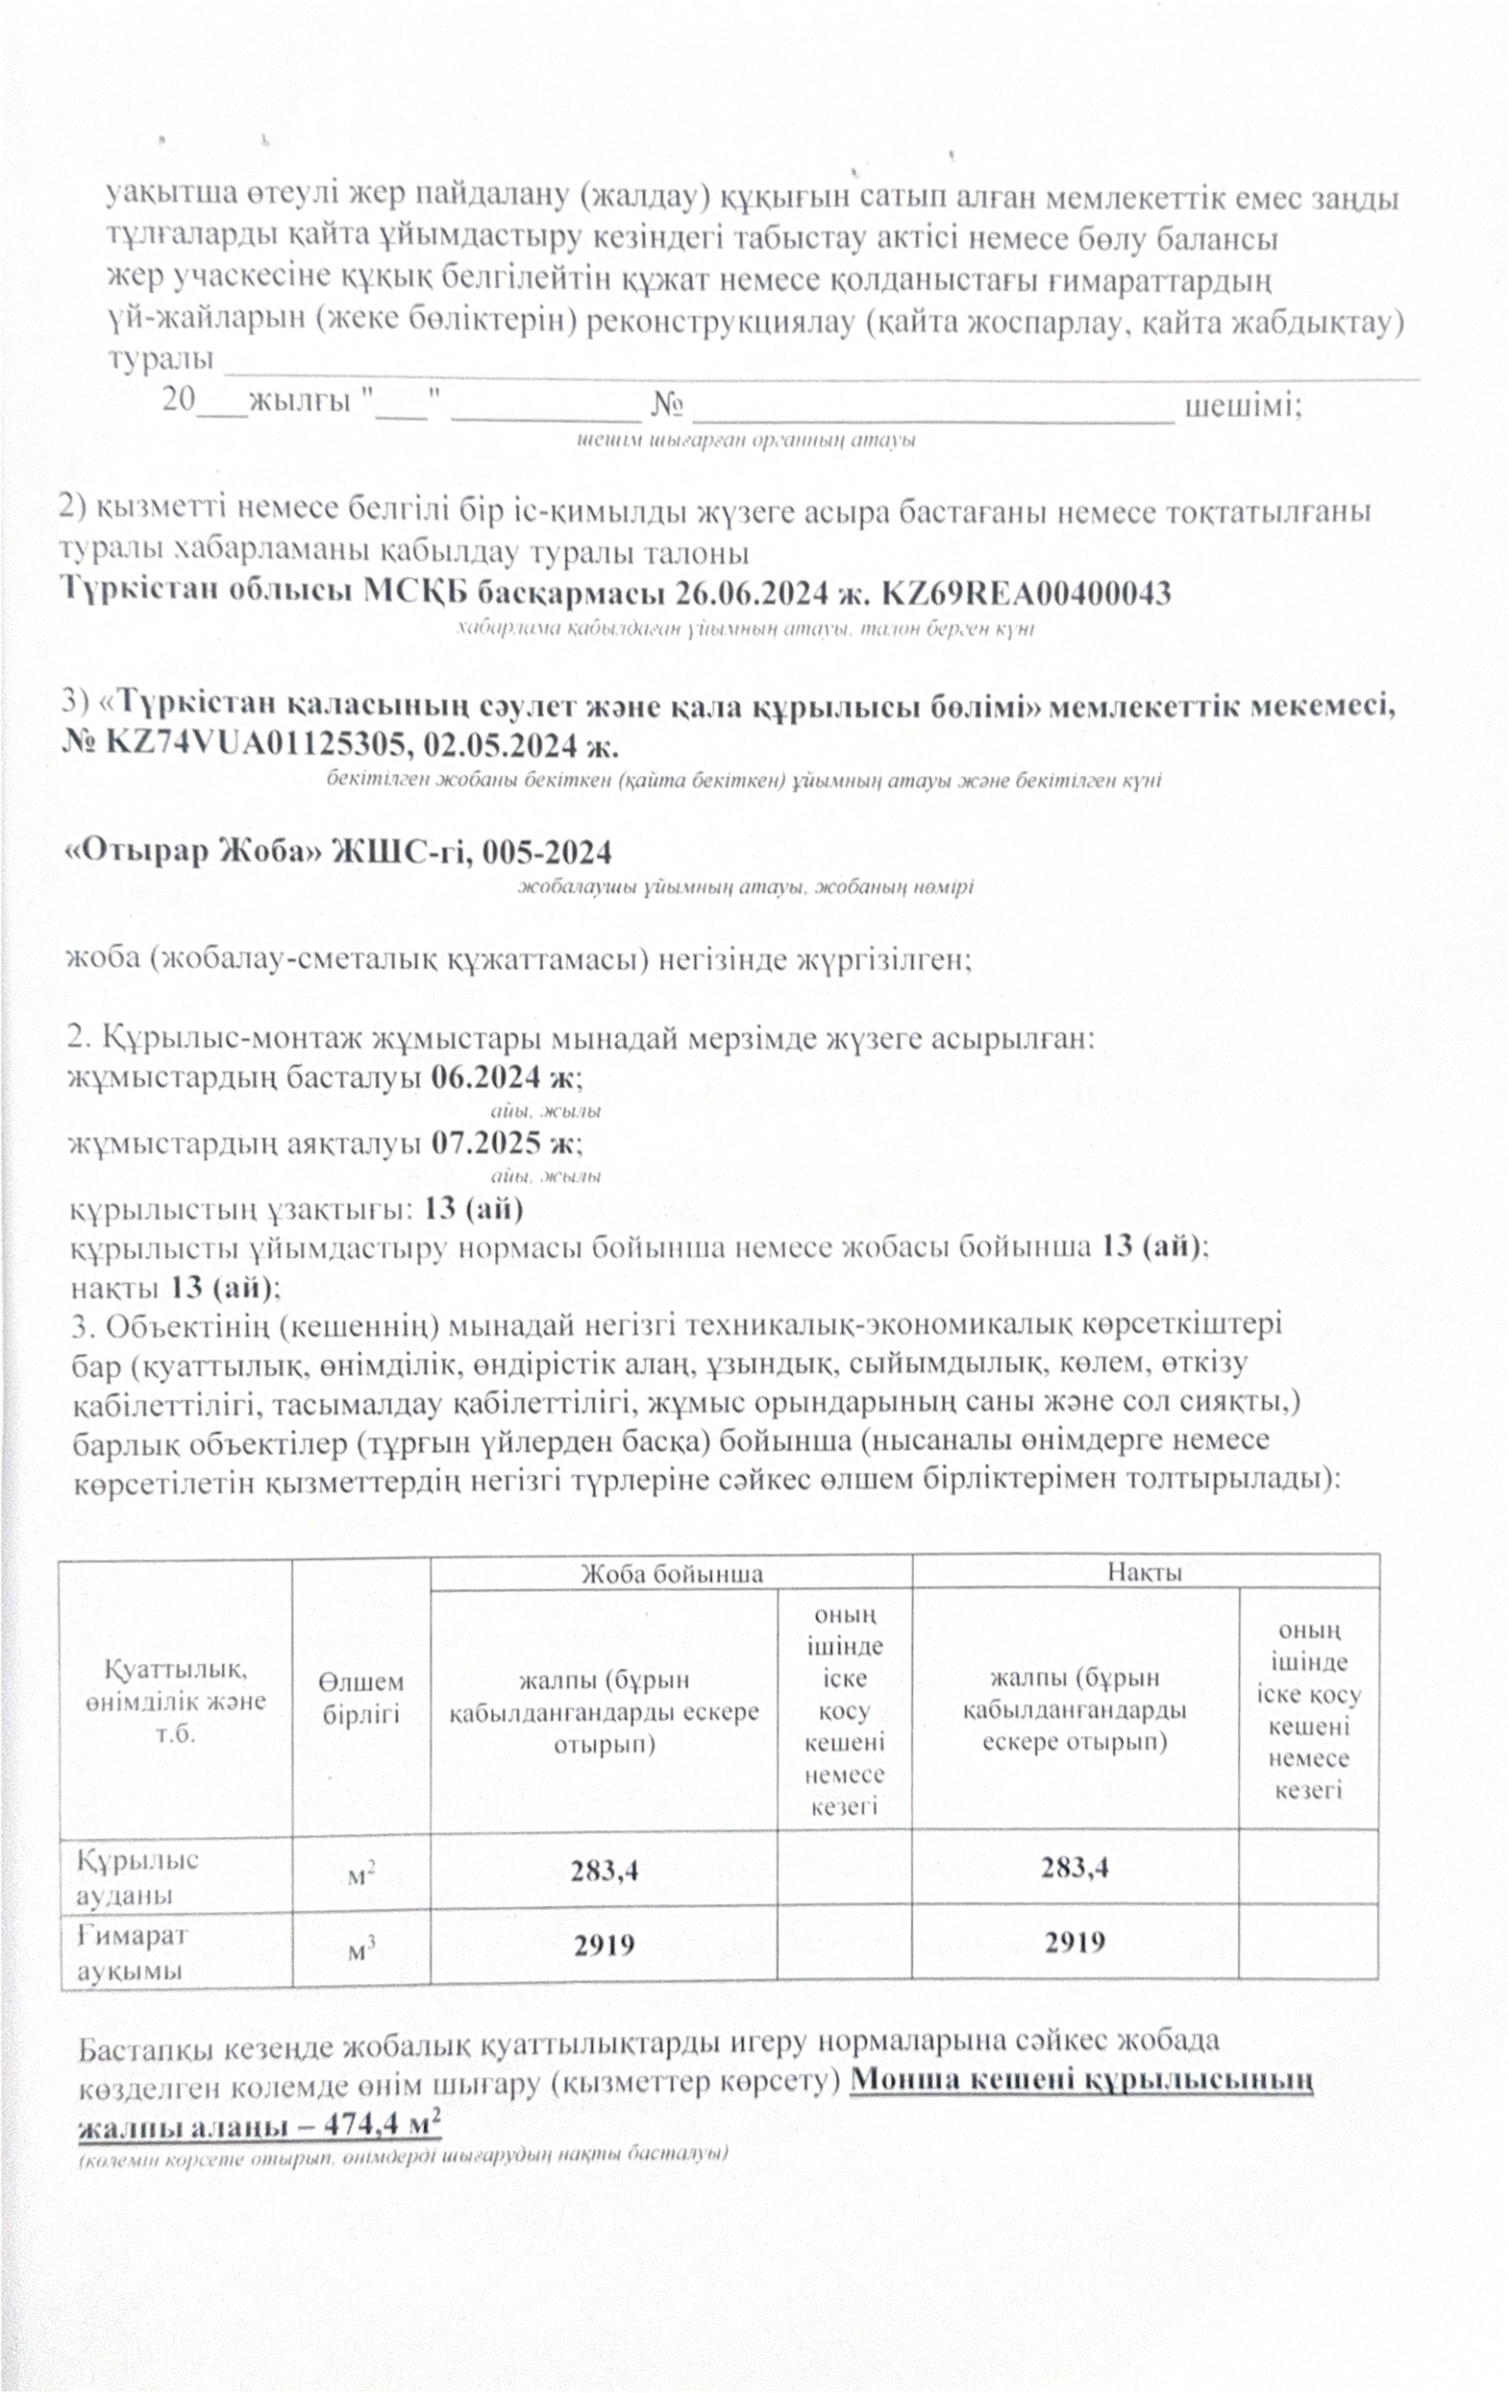 уақытша өтеулі жер пайдалану (жалдау) құқығын сатып алған мемлекеттік емес заңды
тұлғаларды қайта ұйымдастыру кезіндегі табыстау актісі немесе бөлу балансы
жер учаскесіне құқық белгілейтін құжат немесе қолданыстағы ғимараттардың
үй-жайларын (жеке бөліктерін) реконструкциялау (қайта жоспарлау, қайта жабдықтау)
туралы ____________________
20___жылғы "___" ___________ № ____________________ шешімі;
шешім шығарған органның атауы
2) қызметті немесе белгілі бір іс-қимылды жүзеге асыра бастағаны немесе тоқтатылғаны
туралы хабарламаны қабылдау туралы талоны
Түркістан облысы МСҚБ басқармасы 26.06.2024 ж. KZ69REA00400043
хабарлама қабылдаған ұйымның атауы, талон берген күні
3) «Түркістан қаласының сәулет және қала құрылысы бөлімі» мемлекеттік мекемесі,
№ KZ74VUA01125305, 02.05.2024 ж.
бекітілген жобаны бекіткен (қайта бекіткен) ұйымның атауы және бекітілген күні
«Отырар Жоба» ЖШС-гі, 005-2024
жобалаушы ұйымның атауы, жобаның нөмірі
жоба (жобалау-сметалық құжаттамасы) негізінде жүргізілген;
2. Құрылыс-монтаж жұмыстары мынадай мерзімде жүзеге асырылған:
жұмыстардың басталуы 06.2024 ж;
айы, жылы
жұмыстардың аяқталуы 07.2025 ж;
айы, жылы
құрылыстың ұзақтығы: 13 (ай)
құрылысты ұйымдастыру нормасы бойынша немесе жобасы бойынша 13 (ай);
нақты 13 (ай);
3. Объектінің (кешеннің) мынадай негізгі техникалық-экономикалық көрсеткіштері
бар (қуаттылық, өнімділік, өндірістік алаң, ұзындық, сыйымдылық, көлем, өткізу
қабілеттілігі, тасымалдау қабілеттілігі, жұмыс орындарының саны және сол сияқты,)
барлық объектілер (тұрғын үйлерден басқа) бойынша (нысаналы өнімдерге немесе
көрсетілетін қызметтердің негізгі түрлеріне сәйкес өлшем бірліктерімен толтырылады):
Қуаттылық,
өнімділік және
т.б.
Өлшем
бірлігі
Жоба бойынша
Нақты
жалпы (бұрын
қабылданғандарды ескере
отырып)
оның
ішінде
іске
қосу
кешені
немесе
кезегі
жалпы (бұрын
қабылданғандарды
ескере отырып)
оның
ішінде
іске қосу
кешені
немесе
кезегі
Құрылыс
ауданы
м²
283,4
283,4
Ғимарат
ауқымы
м³
2919
2919
Бастапқы кезеңде жобалық қуаттылықтарды игеру нормаларына сәйкес жобада
көзделген көлемде өнім шығару (қызметтер көрсету) Монша кешені құрылысының
жалпы алаңы – 474,4 м²
(көлемін көрсете отырып, өнімдерді шығарудың нақты басталуы)